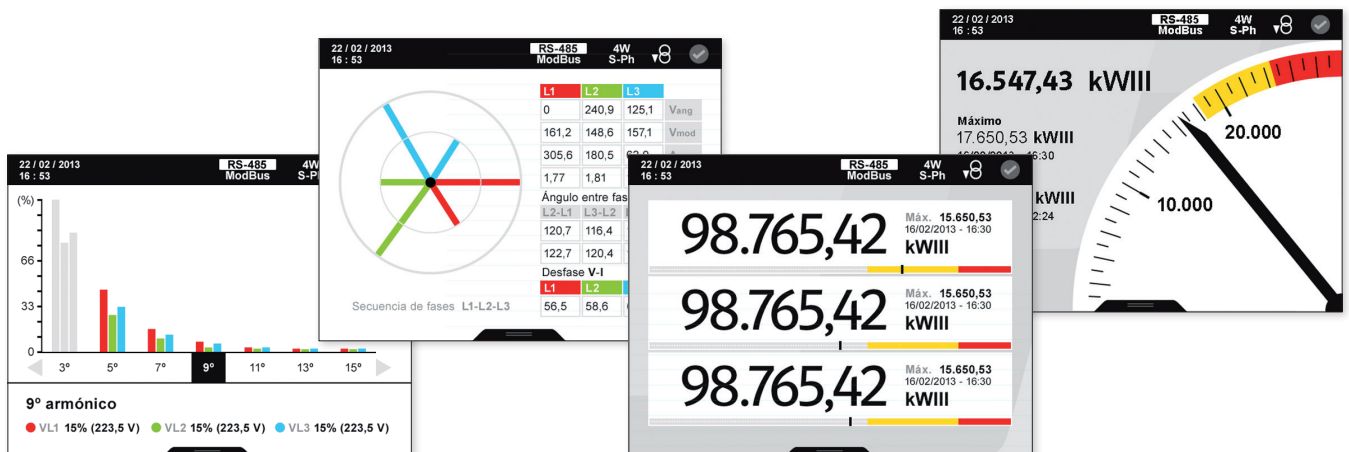 22 / 02 / 2013
16 : 53
RS-485
ModBus
4W
(%)
66
33
0
3º 5º 7º 9º 11º 13º 15º
9º armónico
VL1 15% (223,5 V) VL2 15% (223,5 V) VL3 15% (223,5 V)
22 / 02 / 2013
16 : 53
RS-485
ModBus
4W
S-Ph
L1 L2 L3
0 240,9 125,1 Vang
161,2 148,6 157,1 Vmod
305,6 180,5
1,77 1,81
Ángulo entre
L2-L1 L3-L2
120,7 116,4
122,7 120,4
Desfase V-I
L1 L2
56,5 58,6
Secuencia de fases L1-L2-L3
22 / 02 / 2013
16 : 53
RS-485
ModBus
4W
S-Ph
98.765,42
Máx. 15.650,53
16/02/2013 - 16:30
kWIII
98.765,42
Máx. 15.650,53
16/02/2013 - 16:30
kWIII
98.765,42
Máx. 15.650,53
16/02/2013 - 16:30
kWIII
22 / 02 / 2013
16 : 53
RS-485
ModBus
4W
S-Ph
16.547,43 kWIII
Máximo
17.650,53 kWIII
kWIII
20.000
10.000